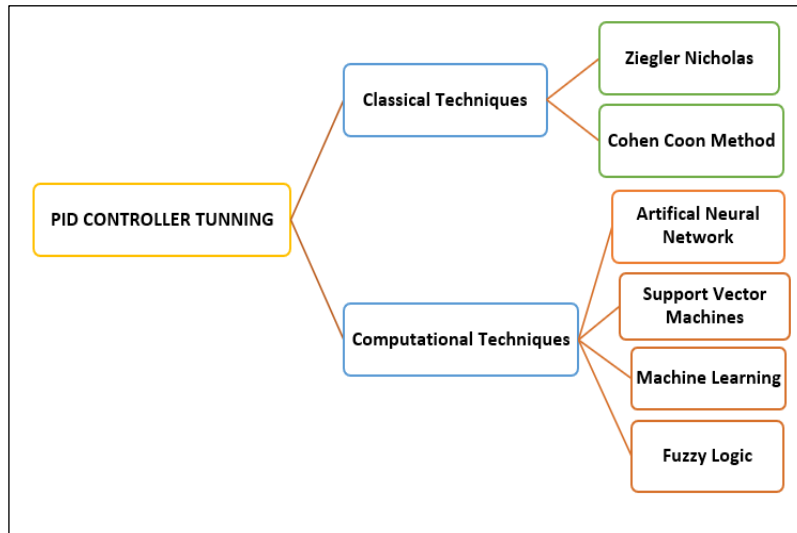 PID CONTROLLER TUNNING
Classical Techniques
Ziegler Nicholas
Cohen Coon Method
Computational Techniques
Artifical Neural
Network
Support Vector
Machines
Machine Learning
Fuzzy Logic